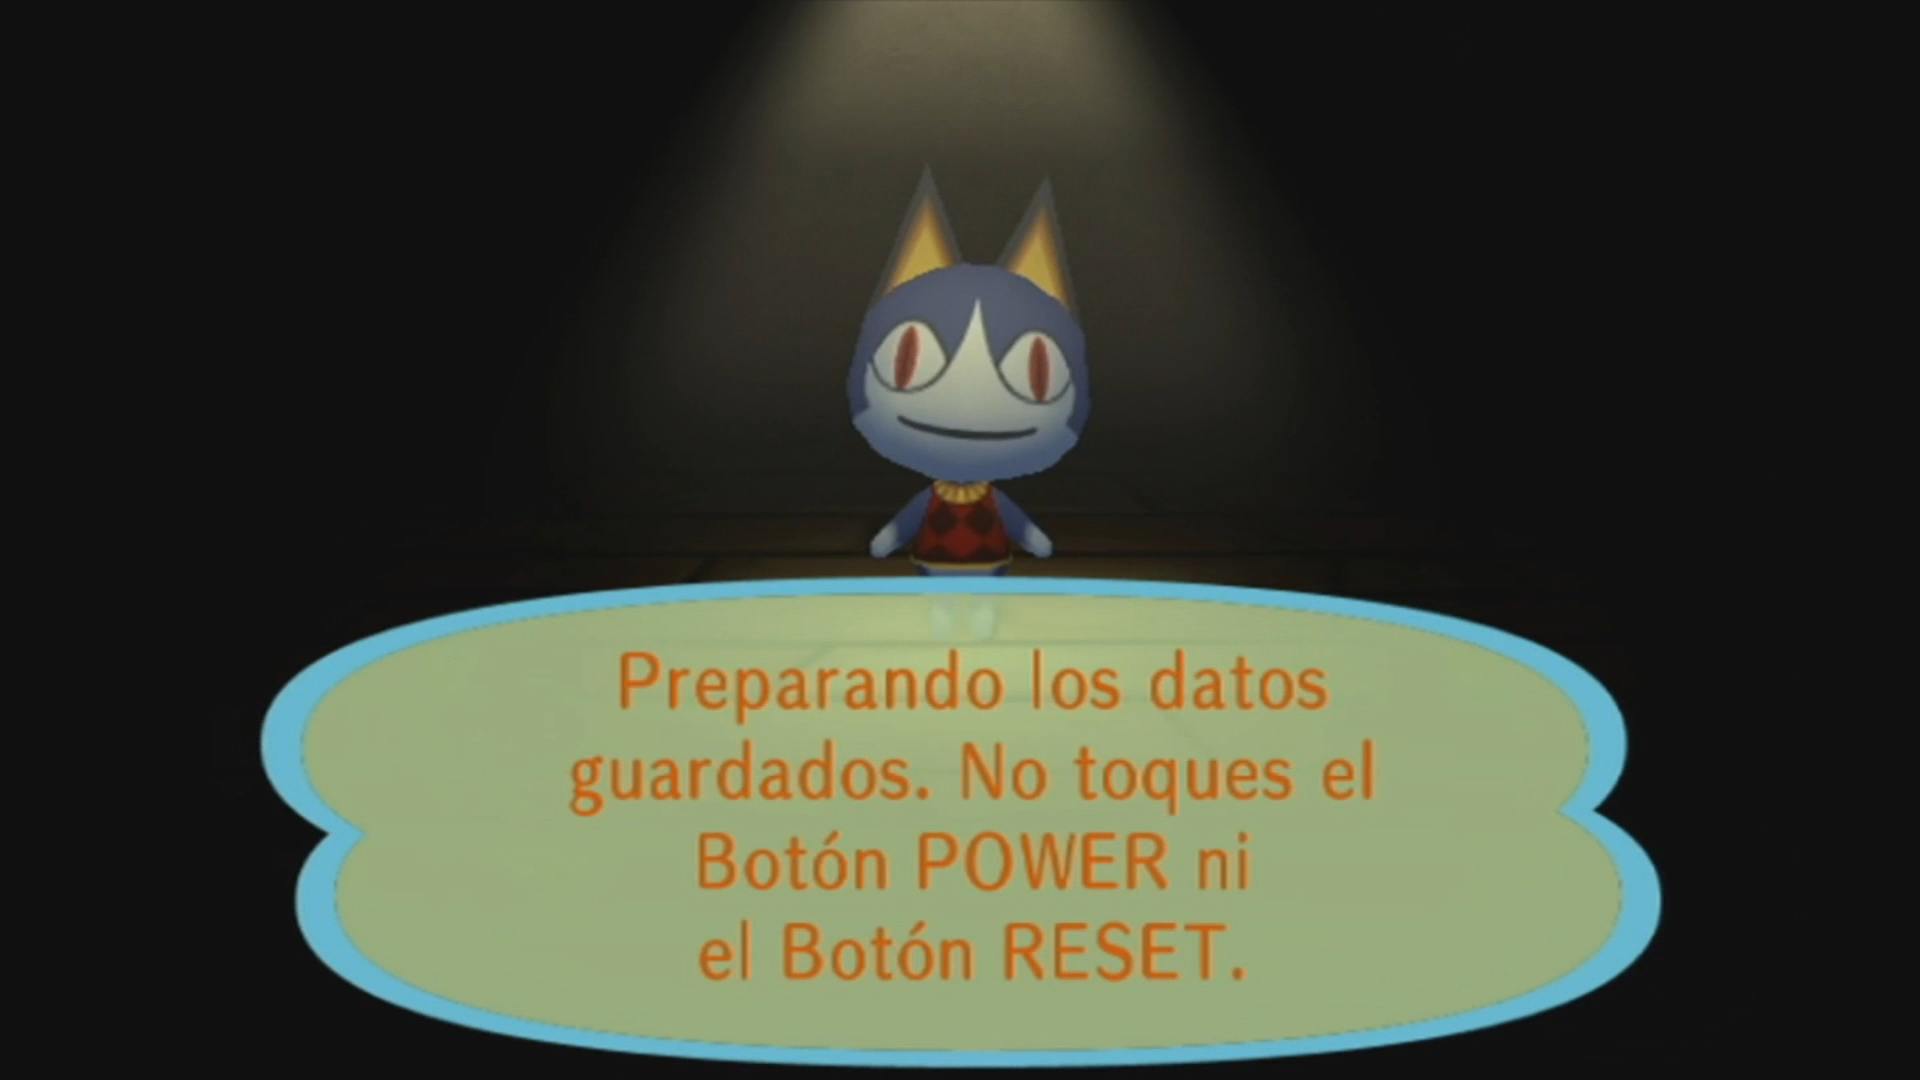 Preparando los datos
guardados. No toques el
Botón POWER ni
el Botón RESET.